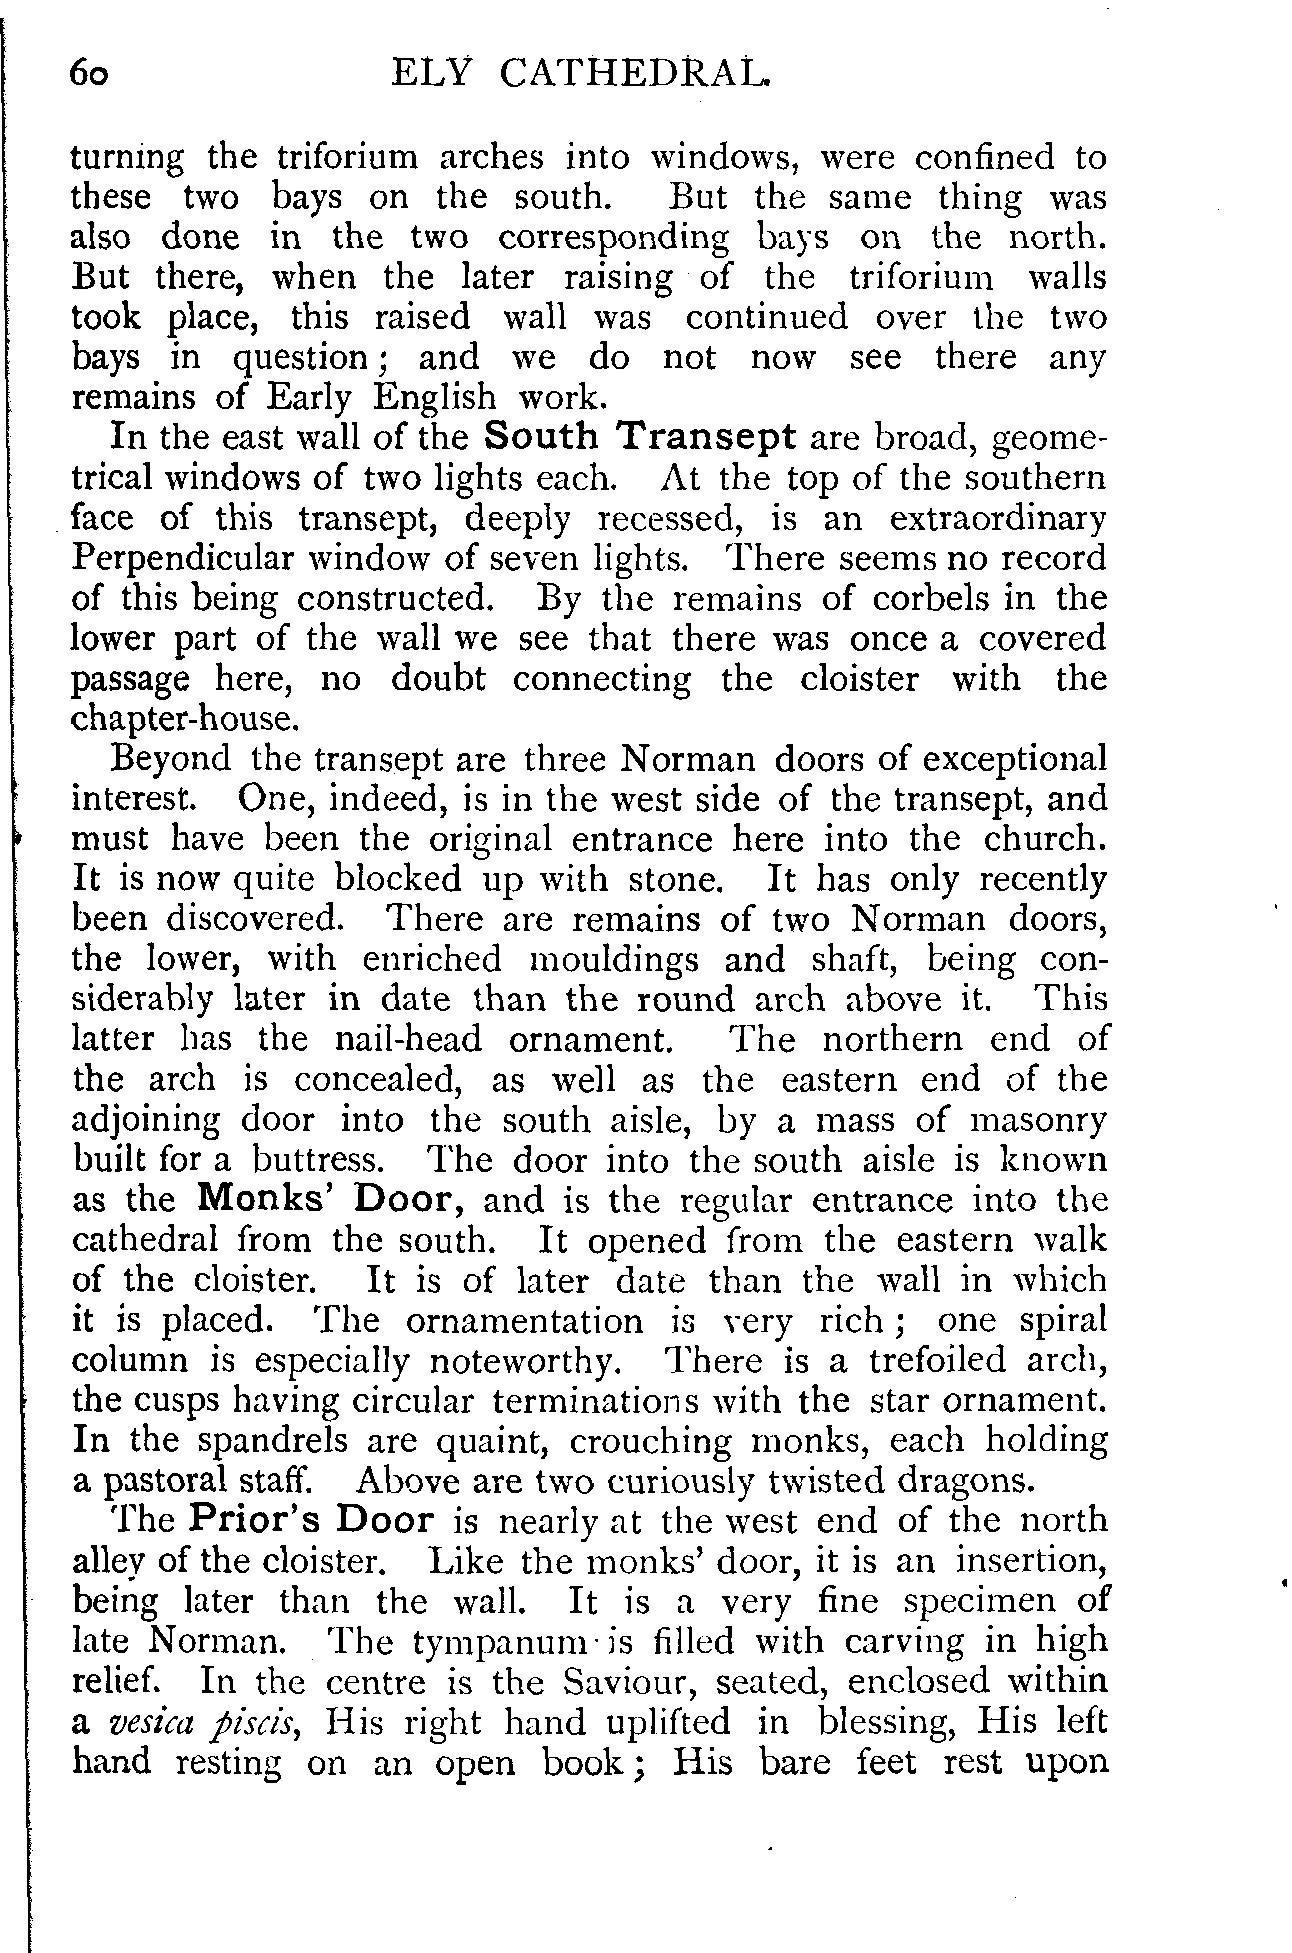 60 ELY CATHEDRAL.
turning the triforium arches into windows, were confined to
these two bays on the south. But the same thing was
also done in the two corresponding bays on the north.
But there, when the later raising of the triforium walls
took place, this raised wall was continued over the two
bays in question; and we do not now see there any
remains of Early English work.
In the east wall of the South Transept are broad, geome-
trical windows of two lights each. At the top of the southern
face of this transept, deeply recessed, is an extraordinary
Perpendicular window of seven lights. There seems no record
of this being constructed. By the remains of corbels in the
lower part of the wall we see that there was once a covered
passage here, no doubt connecting the cloister with the
chapter-house.
Beyond the transept are three Norman doors of exceptional
interest. One, indeed, is in the west side of the transept, and
must have been the original entrance here into the church.
It is now quite blocked up with stone. It has only recently
been discovered. There are remains of two Norman doors,
the lower, with enriched mouldings and shaft, being con-
siderably later in date than the round arch above it. This
latter has the nail-head ornament. The northern end of
the arch is concealed, as well as the eastern end of the
adjoining door into the south aisle, by a mass of masonry
built for a buttress. The door into the south aisle is known
as the Monks' Door, and is the regular entrance into the
cathedral from the south. It opened from the eastern walk
of the cloister. It is of later date than the wall in which
it is placed. The ornamentation is very rich; one spiral
column is especially noteworthy. There is a trefoiled arch,
the cusps having circular terminations with the star ornament.
In the spandrels are quaint, crouching monks, each holding
a pastoral staff. Above are two curiously twisted dragons.
The Prior's Door is nearly at the west end of the north
alley of the cloister. Like the monks' door, it is an insertion,
being later than the wall. It is a very fine specimen of
late Norman. The tympanum is filled with carving in high
relief. In the centre is the Saviour, seated, enclosed within
a vesica piscis, His right hand uplifted in blessing, His left
hand resting on an open book; His bare feet rest upon